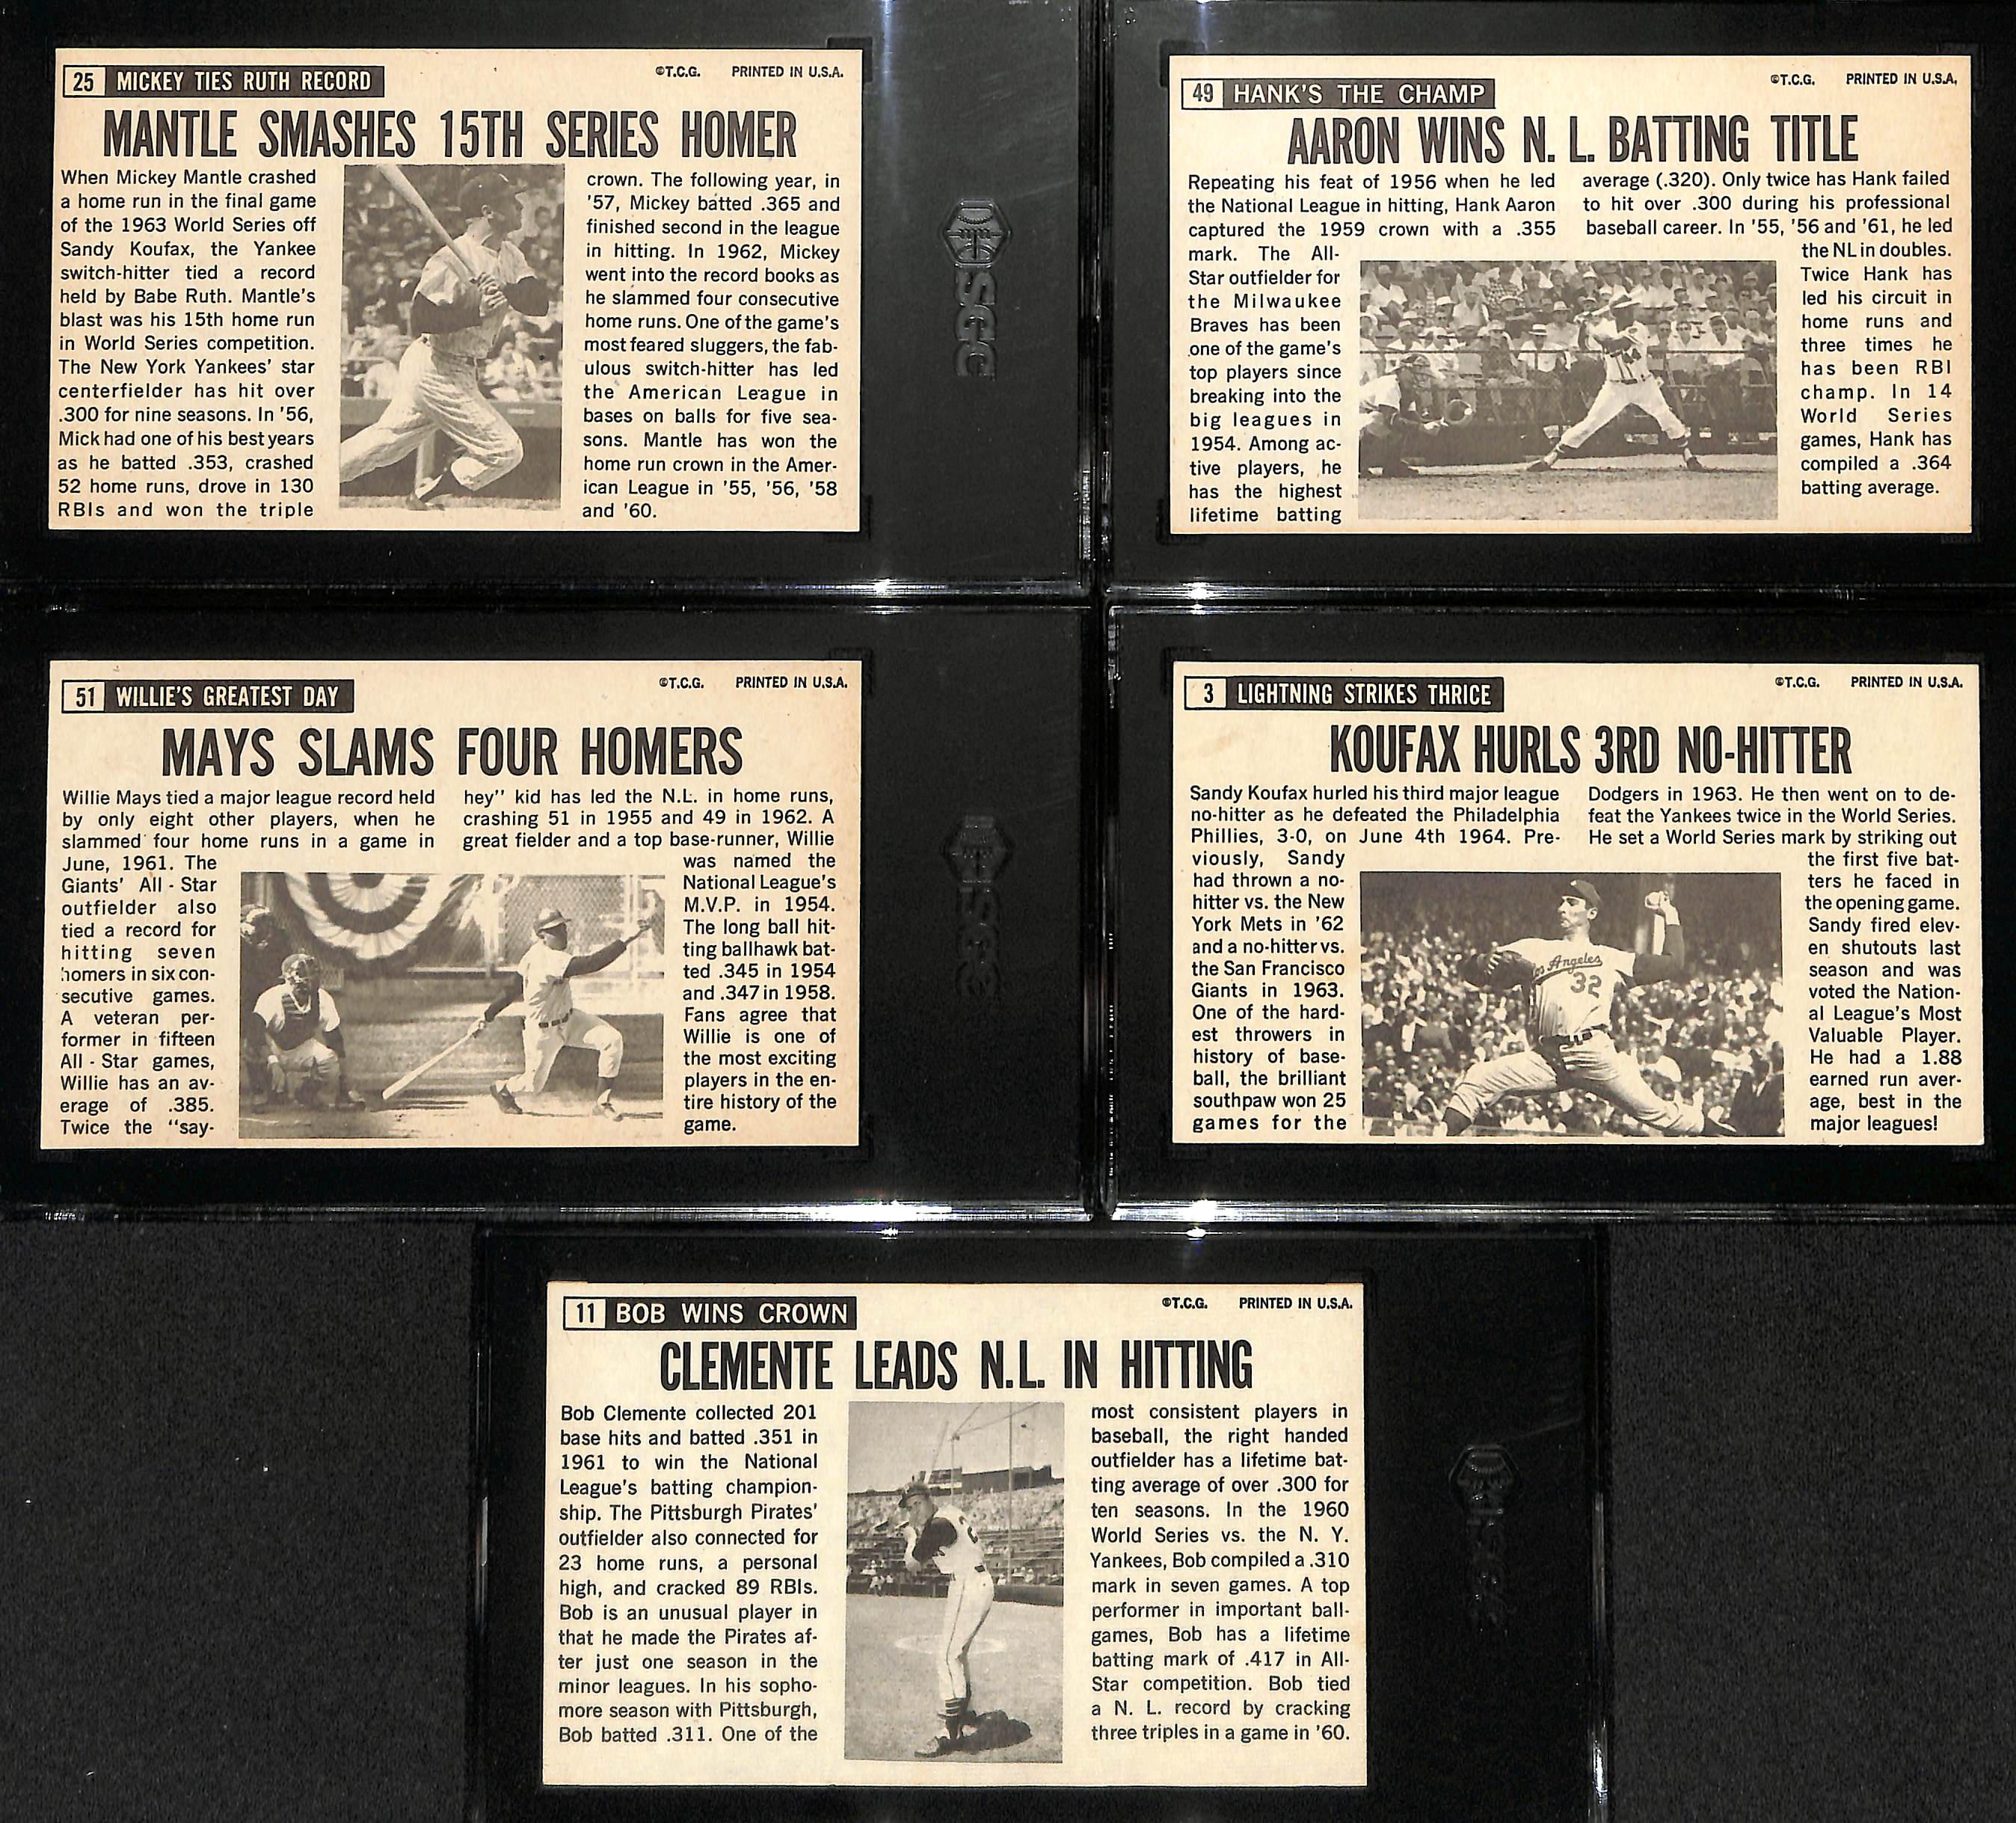 25 MICKEY TIES RUTH RECORD
©T.C.G. PRINTED IN U.S.A.
MANTLE SMASHES 15TH SERIES HOMER
When Mickey Mantle crashed
a home run in the final game
of the 1963 World Series off
Sandy Koufax, the Yankee
switch-hitter tied a record
held by Babe Ruth. Mantle's
blast was his 15th home run
in World Series competition.
The New York Yankees' star
centerfielder has hit over
.300 for nine seasons. In '56,
Mick had one of his best years
as he batted .353, crashed
52 home runs, drove in 130
RBIs and won the triple
crown. The following year, in
'57, Mickey batted .365 and
finished second in the league
in hitting. In 1962, Mickey
went into the record books as
he slammed four consecutive
home runs. One of the game's
most feared sluggers, the fab-
ulous switch-hitter has led
the American League in
bases on balls for five sea-
sons. Mantle has won the
home run crown in the Amer-
ican League in '55, '56, '58
and '60.
SGC
49 HANK'S THE CHAMP
©T.C.G. PRINTED IN U.S.A.
AARON WINS N. L. BATTING TITLE
Repeating his feat of 1956 when he led
the National League in hitting, Hank Aaron
captured the 1959 crown with a .355
mark. The All-
Star outfielder for
the Milwaukee
Braves has been
one of the game's
top players since
breaking into the
big leagues in
1954. Among ac-
tive players, he
has the highest
lifetime batting
average (.320). Only twice has Hank failed
to hit over .300 during his professional
baseball career. In '55, '56 and '61, he led
the NL in doubles.
Twice Hank has
led his circuit in
home runs and
three times he
has been RBI
champ. In 14
World Series
games, Hank has
compiled a .364
batting average.
51 WILLIE'S GREATEST DAY
©T.C.G. PRINTED IN U.S.A.
MAYS SLAMS FOUR HOMERS
Willie Mays tied a major league record held
by only eight other players, when he
slammed four home runs in a game in
June, 1961. The
Giants' All - Star
outfielder also
tied a record for
hitting seven
homers in six con-
secutive games.
A veteran per-
former in fifteen
All - Star games,
Willie has an av-
erage of .385.
Twice the "say-
hey" kid has led the N.L. in home runs,
crashing 51 in 1955 and 49 in 1962. A
great fielder and a top base-runner, Willie
was named the
National League's
M.V.P. in 1954.
The long ball hit-
ting ballhawk bat-
ted .345 in 1954
and .347 in 1958.
Fans agree that
Willie is one of
the most exciting
players in the en-
tire history of the
game.
SGC
3 LIGHTNING STRIKES THRICE
©T.C.G. PRINTED IN U.S.A.
KOUFAX HURLS 3RD NO-HITTER
Sandy Koufax hurled his third major league
no-hitter as he defeated the Philadelphia
Phillies, 3-0, on June 4th 1964. Pre-
viously, Sandy
had thrown a no-
hitter vs. the New
York Mets in '62
and a no-hitter vs.
the San Francisco
Giants in 1963.
One of the hard-
est throwers in
history of base-
ball, the brilliant
southpaw won 25
games for the
Los Angeles
32
Dodgers in 1963. He then went on to de-
feat the Yankees twice in the World Series.
He set a World Series mark by striking out
the first five bat-
ters he faced in
the opening game.
Sandy fired elev-
en shutouts last
season and was
voted the Nation-
al League's Most
Valuable Player.
He had a 1.88
earned run aver-
age, best in the
major leagues!
11 BOB WINS CROWN
©T.C.G. PRINTED IN U.S.A.
CLEMENTE LEADS N.L. IN HITTING
Bob Clemente collected 201
base hits and batted .351 in
1961 to win the National
League's batting champion-
ship. The Pittsburgh Pirates'
outfielder also connected for
23 home runs, a personal
high, and cracked 89 RBIs.
Bob is an unusual player in
that he made the Pirates af-
ter just one season in the
minor leagues. In his sopho-
more season with Pittsburgh,
Bob batted .311. One of the
most consistent players in
baseball, the right handed
outfielder has a lifetime bat-
ting average of over .300 for
ten seasons. In the 1960
World Series vs. the N. Y.
Yankees, Bob compiled a .310
mark in seven games. A top
performer in important ball-
games, Bob has a lifetime
batting mark of .417 in All-
Star competition. Bob tied
a N. L. record by cracking
three triples in a game in '60.
SGC